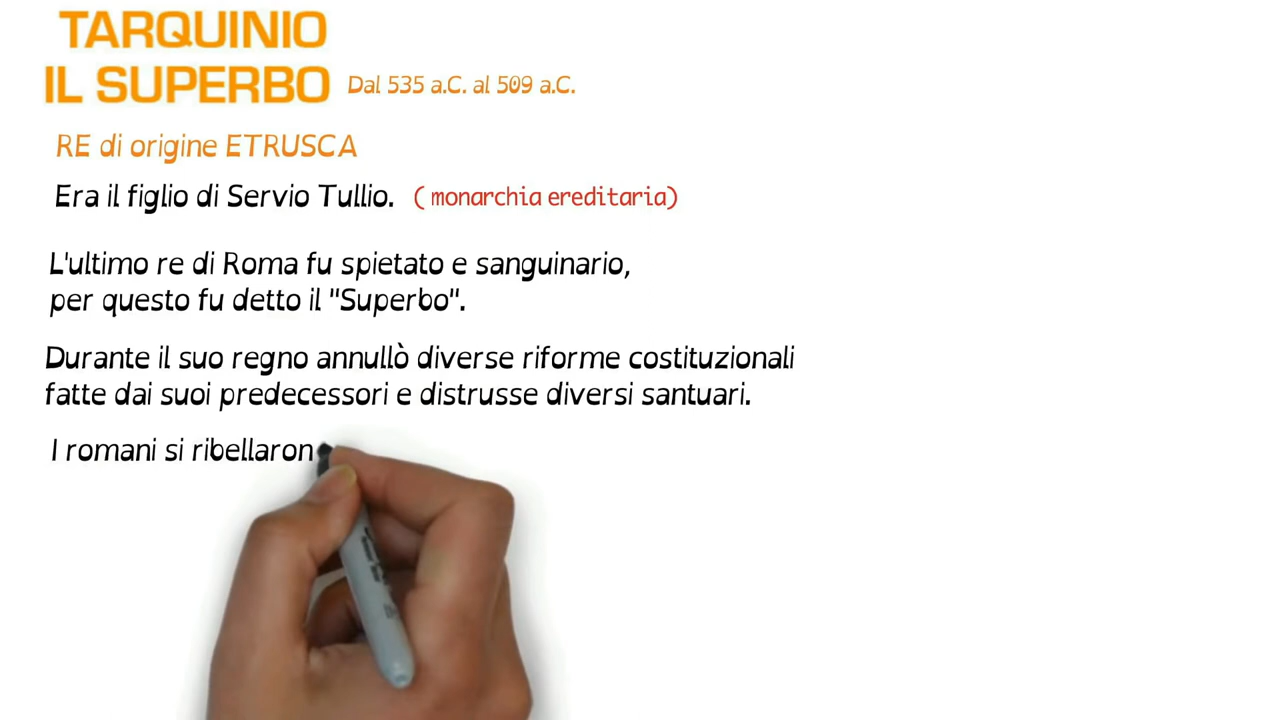 TARQUINIO
IL SUPERBO Dal 535 a.C. al 509 a.C.
RE di origine ETRUSCA
Era il figlio di Servio Tullio. ( monarchia ereditaria)
L'ultimo re di Roma fu spietato e sanguinario,
per questo fu detto il "Superbo".
Durante il suo regno annullò diverse riforme costituzionali
fatte dai suoi predecessori e distrusse diversi santuari.
I romani si ribellaron